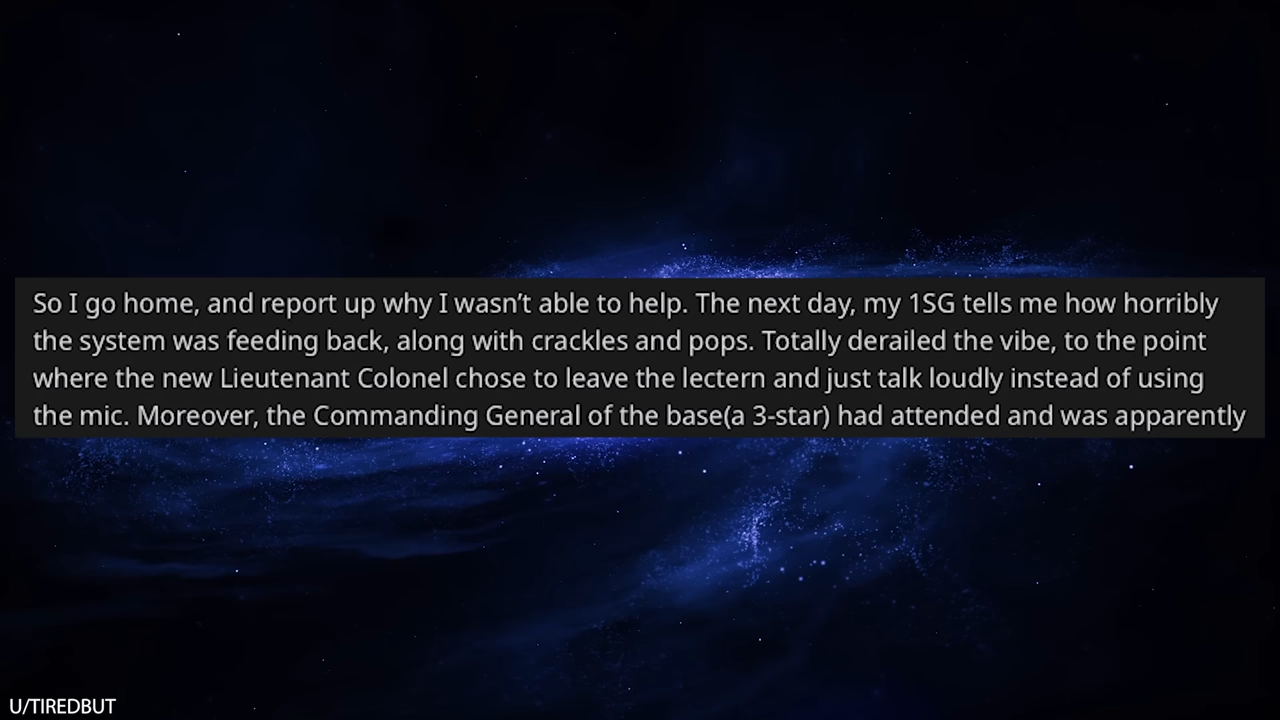 So I go home, and report up why I wasn’t able to help. The next day, my 1SG tells me how horribly
the system was feeding back, along with crackles and pops. Totally derailed the vibe, to the point
where the new Lieutenant Colonel chose to leave the lectern and just talk loudly instead of using
the mic. Moreover, the Commanding General of the base(a 3-star) had attended and was apparently
U/TIREDBUT